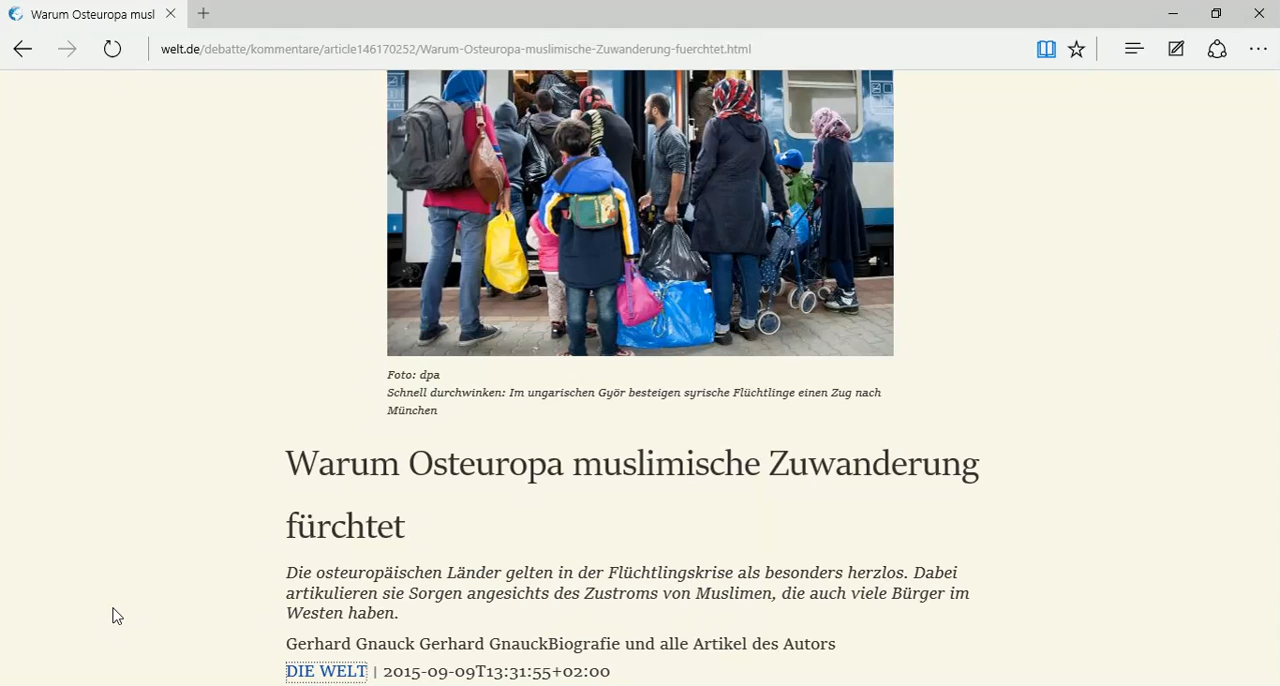 Warum Osteuropa musl
welt.de/debatte/kommentare/article146170252/Warum-Osteuropa-muslimische-Zuwanderung-fuerchtet.html
Foto: dpa
Schnell durchwinken: Im ungarischen Györ besteigen syrische Flüchtlinge einen Zug nach
München
Warum Osteuropa muslimische Zuwanderung
fürchtet
Die osteuropäischen Länder gelten in der Flüchtlingskrise als besonders herzlos. Dabei
artikulieren sie Sorgen angesichts des Zustroms von Muslimen, die auch viele Bürger im
Westen haben.
Gerhard Gnauck Gerhard GnauckBiografie und alle Artikel des Autors
DIE WELT | 2015-09-09T13:31:55+02:00